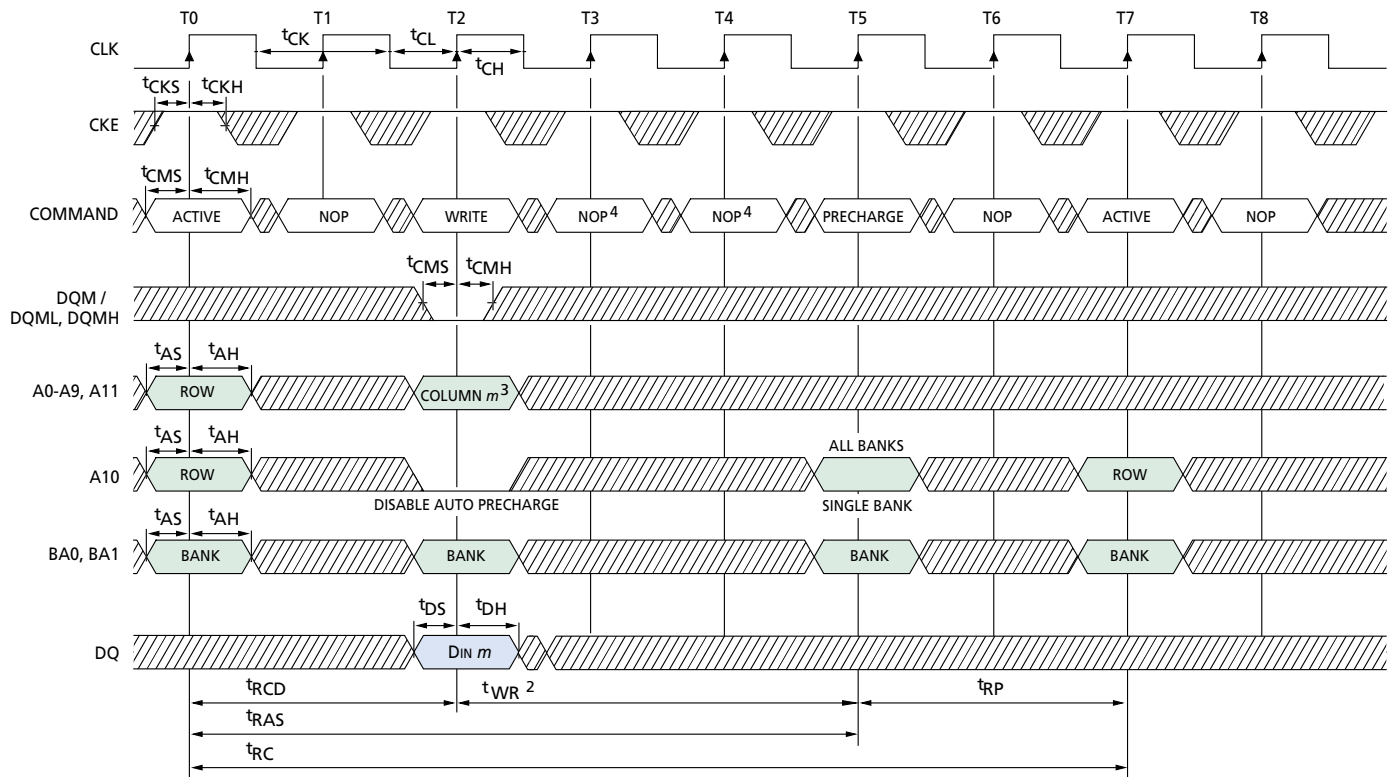 T0 T1 T2 T3 T4 T5 T6 T7 T8
CLK
tCK tCL
tCH
tCKS tCKH
CKE
tCMS tCMH
COMMAND ACTIVE NOP WRITE NOP4 NOP4 PRECHARGE NOP ACTIVE NOP
tCMS tCMH
DQM /
DQML, DQMH
tAS tAH
A0-A9, A11 ROW COLUMN m3
tAS tAH
ALL BANKS
A10 ROW ROW
DISABLE AUTO PRECHARGE SINGLE BANK
tAS tAH
BA0, BA1 BANK BANK BANK BANK
tDS tDH
DQ DIN m
tRCD tWR 2 tRP
tRAS
tRC